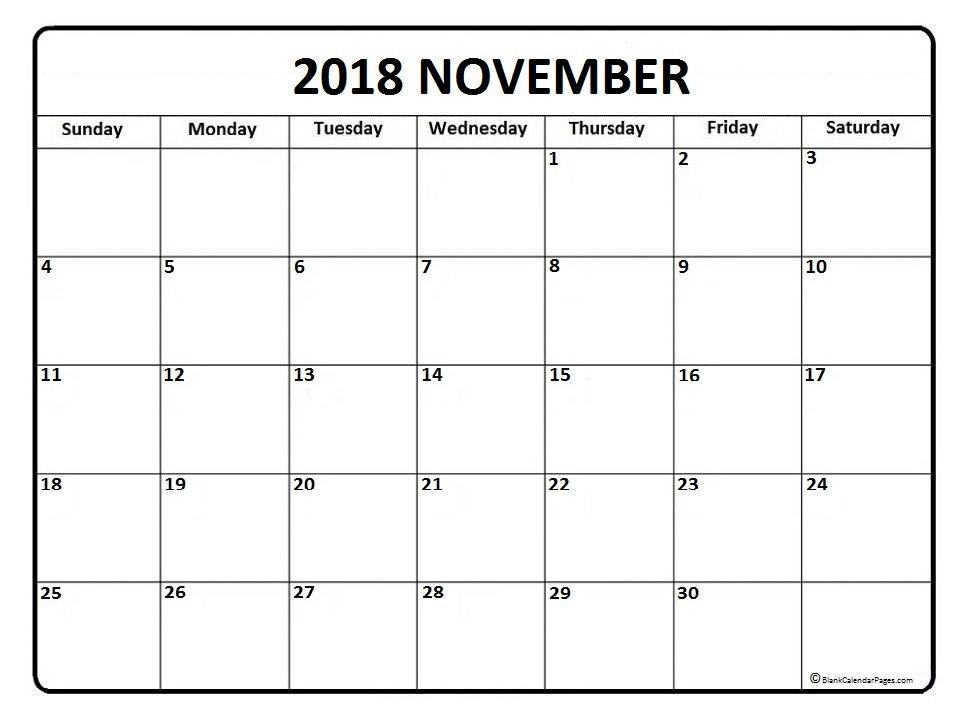 2018 NOVEMBER
Sunday Monday Tuesday Wednesday Thursday Friday Saturday
1 2 3
4 5 6 7 8 9 10
11 12 13 14 15 16 17
18 19 20 21 22 23 24
25 26 27 28 29 30
©BlankCalendarPages.com